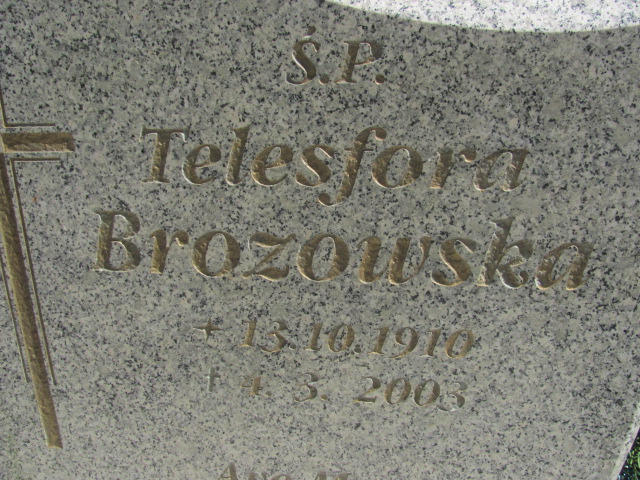 Ś.P.
Telesfora
Brozowska
+ 13.10.1910
† 4. 3. 2003